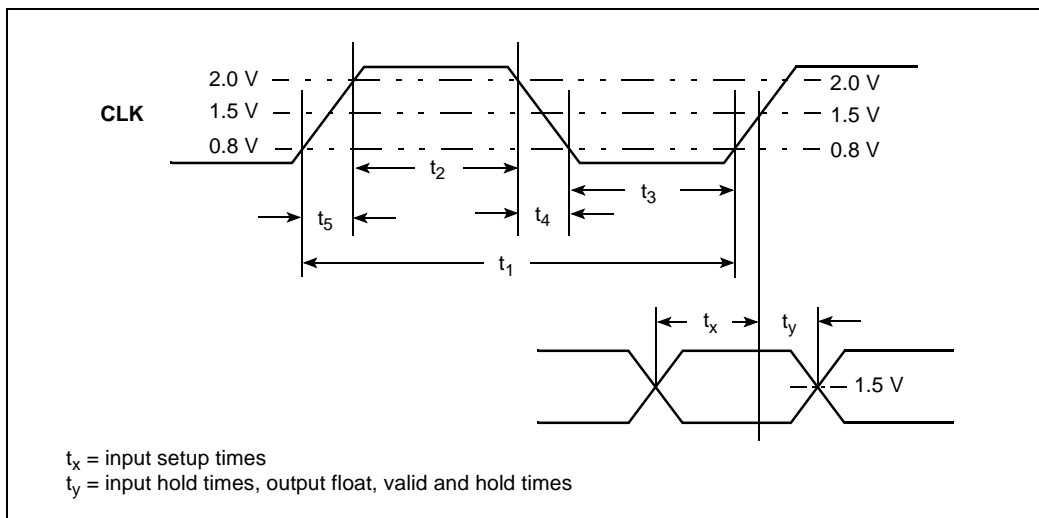 2.0 V
2.0 V
CLK
1.5 V
1.5 V
0.8 V
0.8 V
t2
t3
t5
t4
t1
tx
ty
1.5 V
tx = input setup times
ty = input hold times, output float, valid and hold times